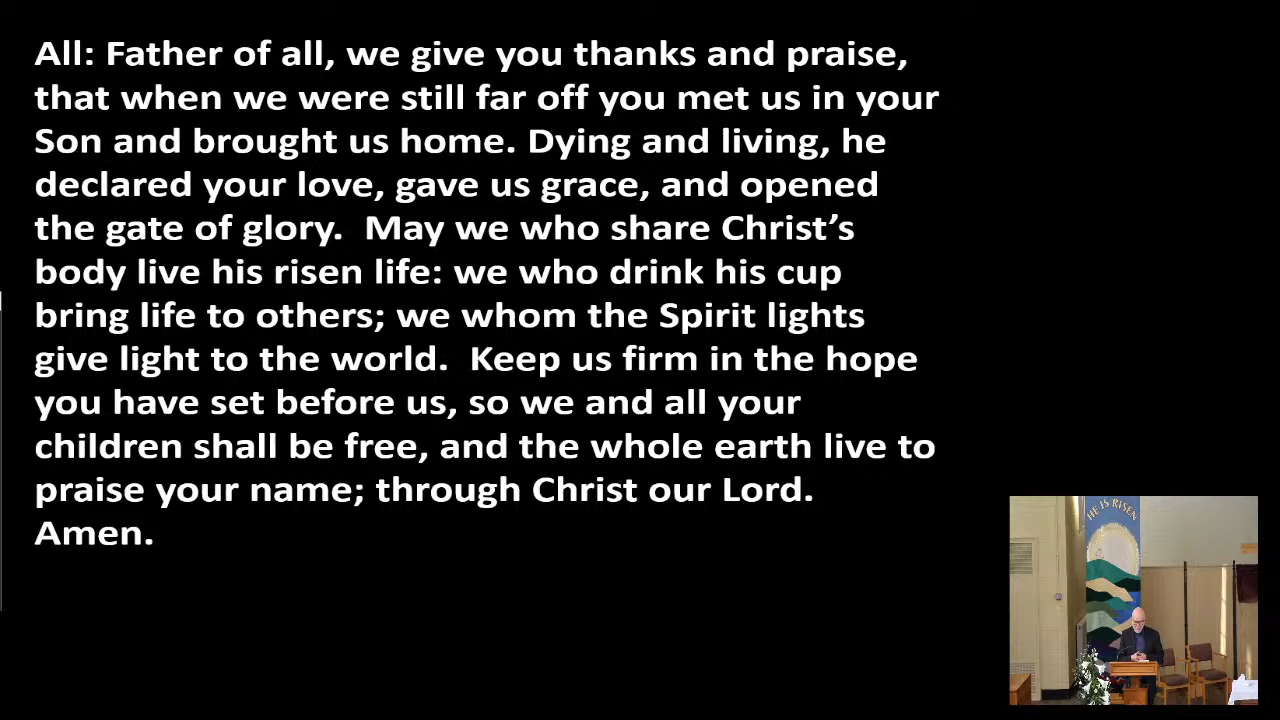 All: Father of all, we give you thanks and praise,
that when we were still far off you met us in your
Son and brought us home. Dying and living, he
declared your love, gave us grace, and opened
the gate of glory.  May we who share Christ’s
body live his risen life: we who drink his cup
bring life to others; we whom the Spirit lights
give light to the world.  Keep us firm in the hope
you have set before us, so we and all your
children shall be free, and the whole earth live to
praise your name; through Christ our Lord.
Amen.
HE IS RISEN